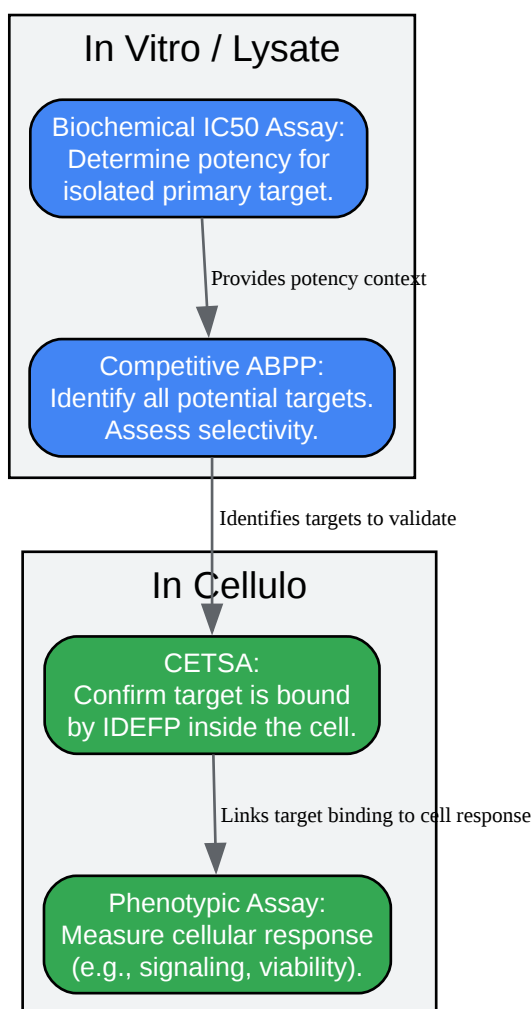 In Vitro / Lysate
Biochemical IC50 Assay:
Determine potency for
isolated primary target.
Provides potency context
Competitive ABPP:
Identify all potential targets.
Assess selectivity.
Identifies targets to validate
In Cellulo
CETSA:
Confirm target is bound
by IDEFP inside the cell.
Links target binding to cell response
Phenotypic Assay:
Measure cellular response
(e.g., signaling, viability).